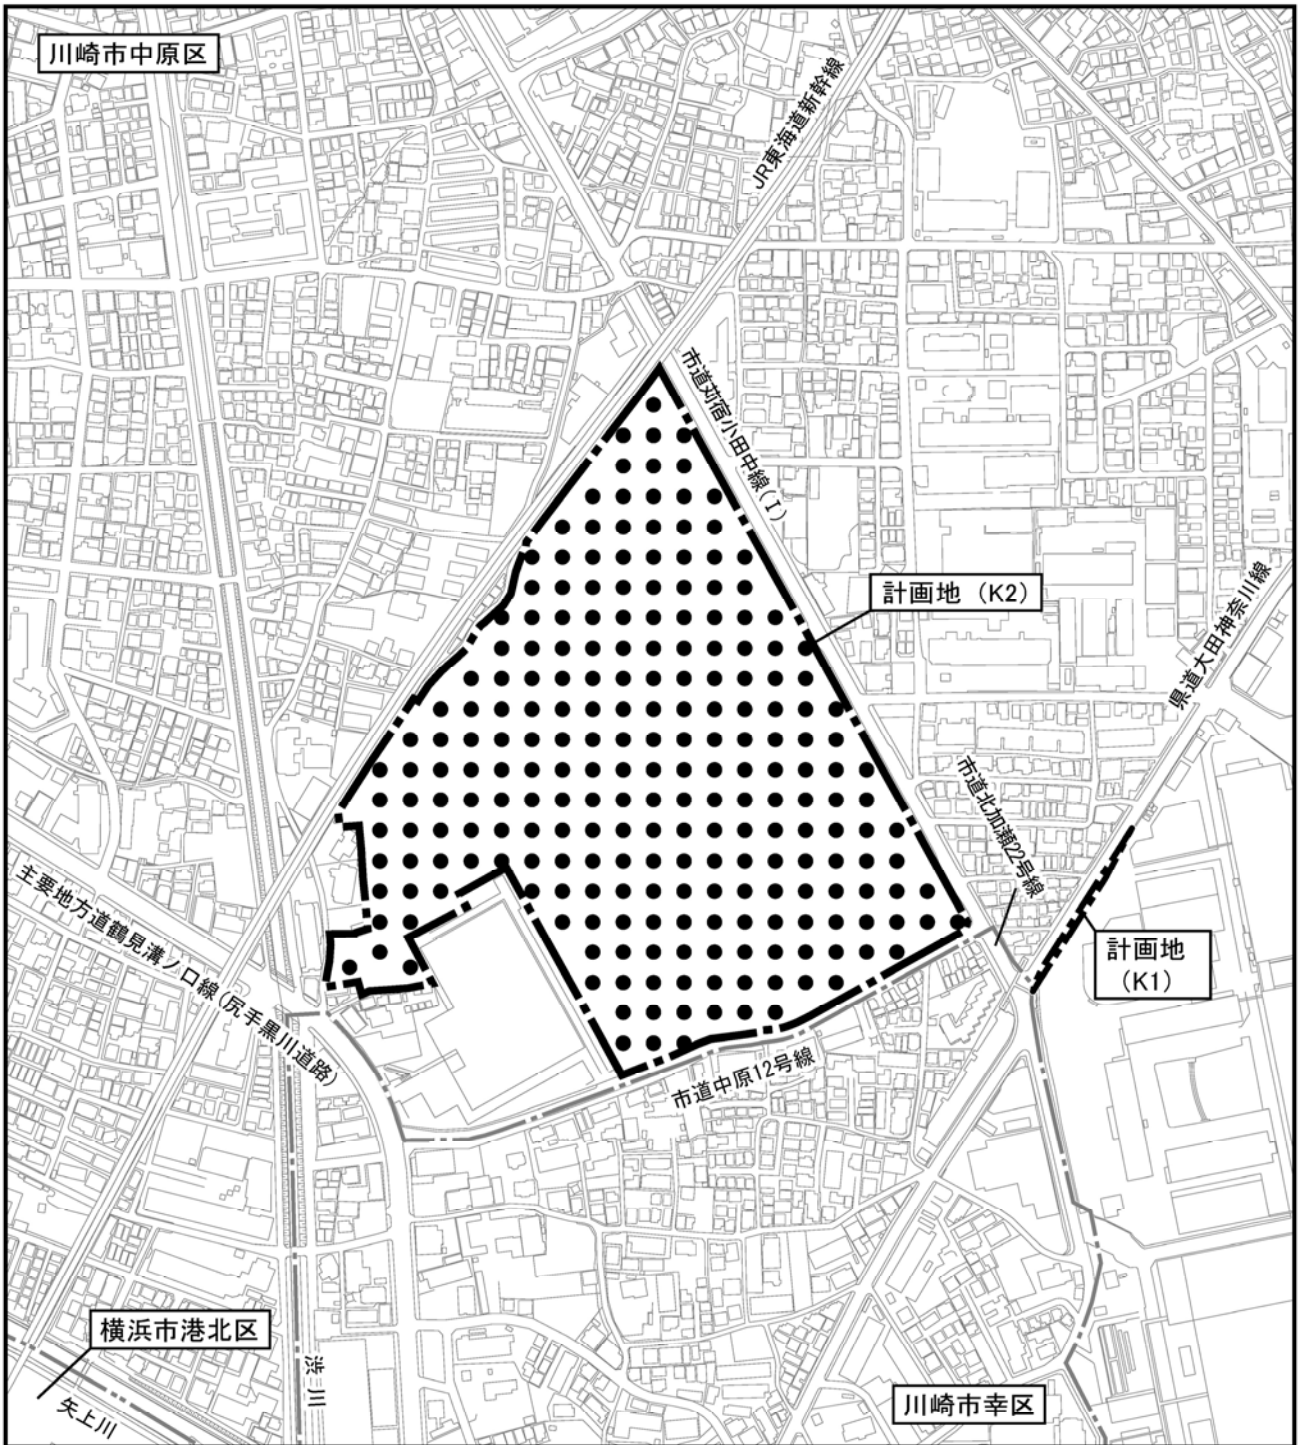 川崎市中原区
JR東海道新幹線
市道苅宿小田中線(Ⅰ)
計画地 (K2)
県道大田神奈川線
市道北加瀬22号線
主要地方道鶴見溝ノ口線(尻手黒川道路)
計画地
(K1)
市道中原12号線
横浜市港北区
渋川
矢上川
川崎市幸区